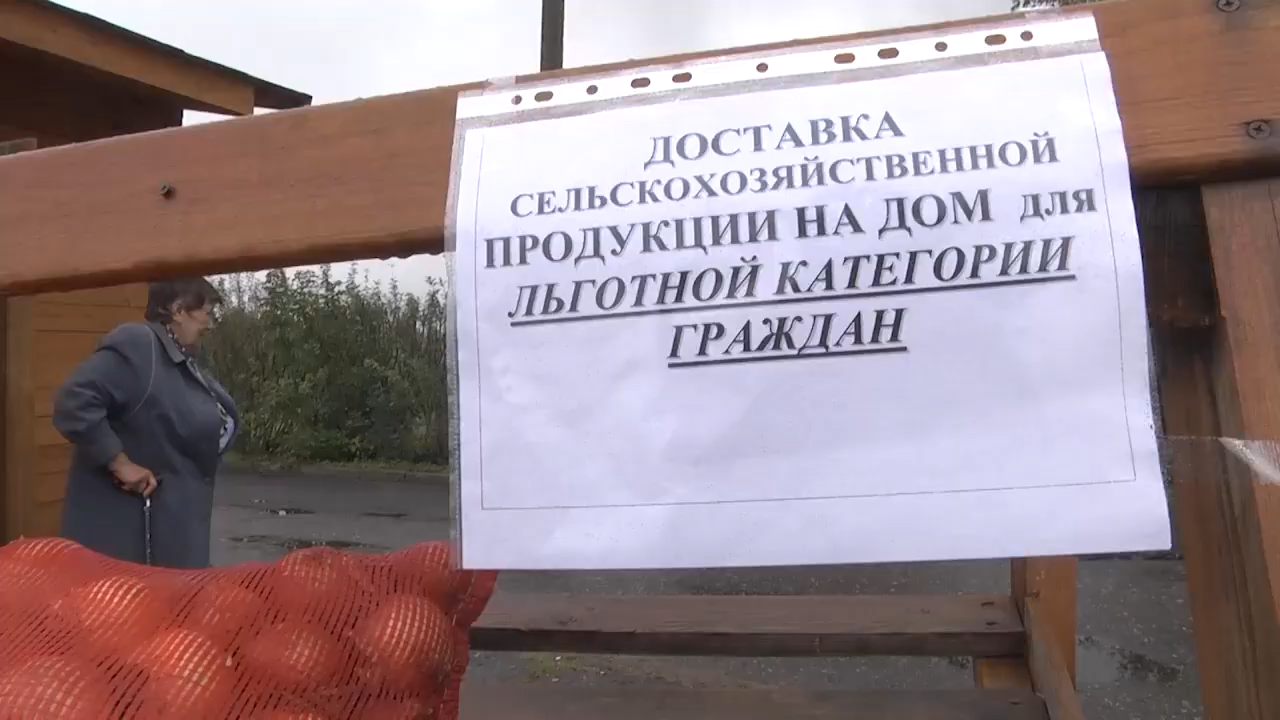 ДОСТАВКА
СЕЛЬСКОХОЗЯЙСТВЕННОЙ
ПРОДУКЦИИ НА ДОМ для
ЛЬГОТНОЙ КАТЕГОРИИ
ГРАЖДАН